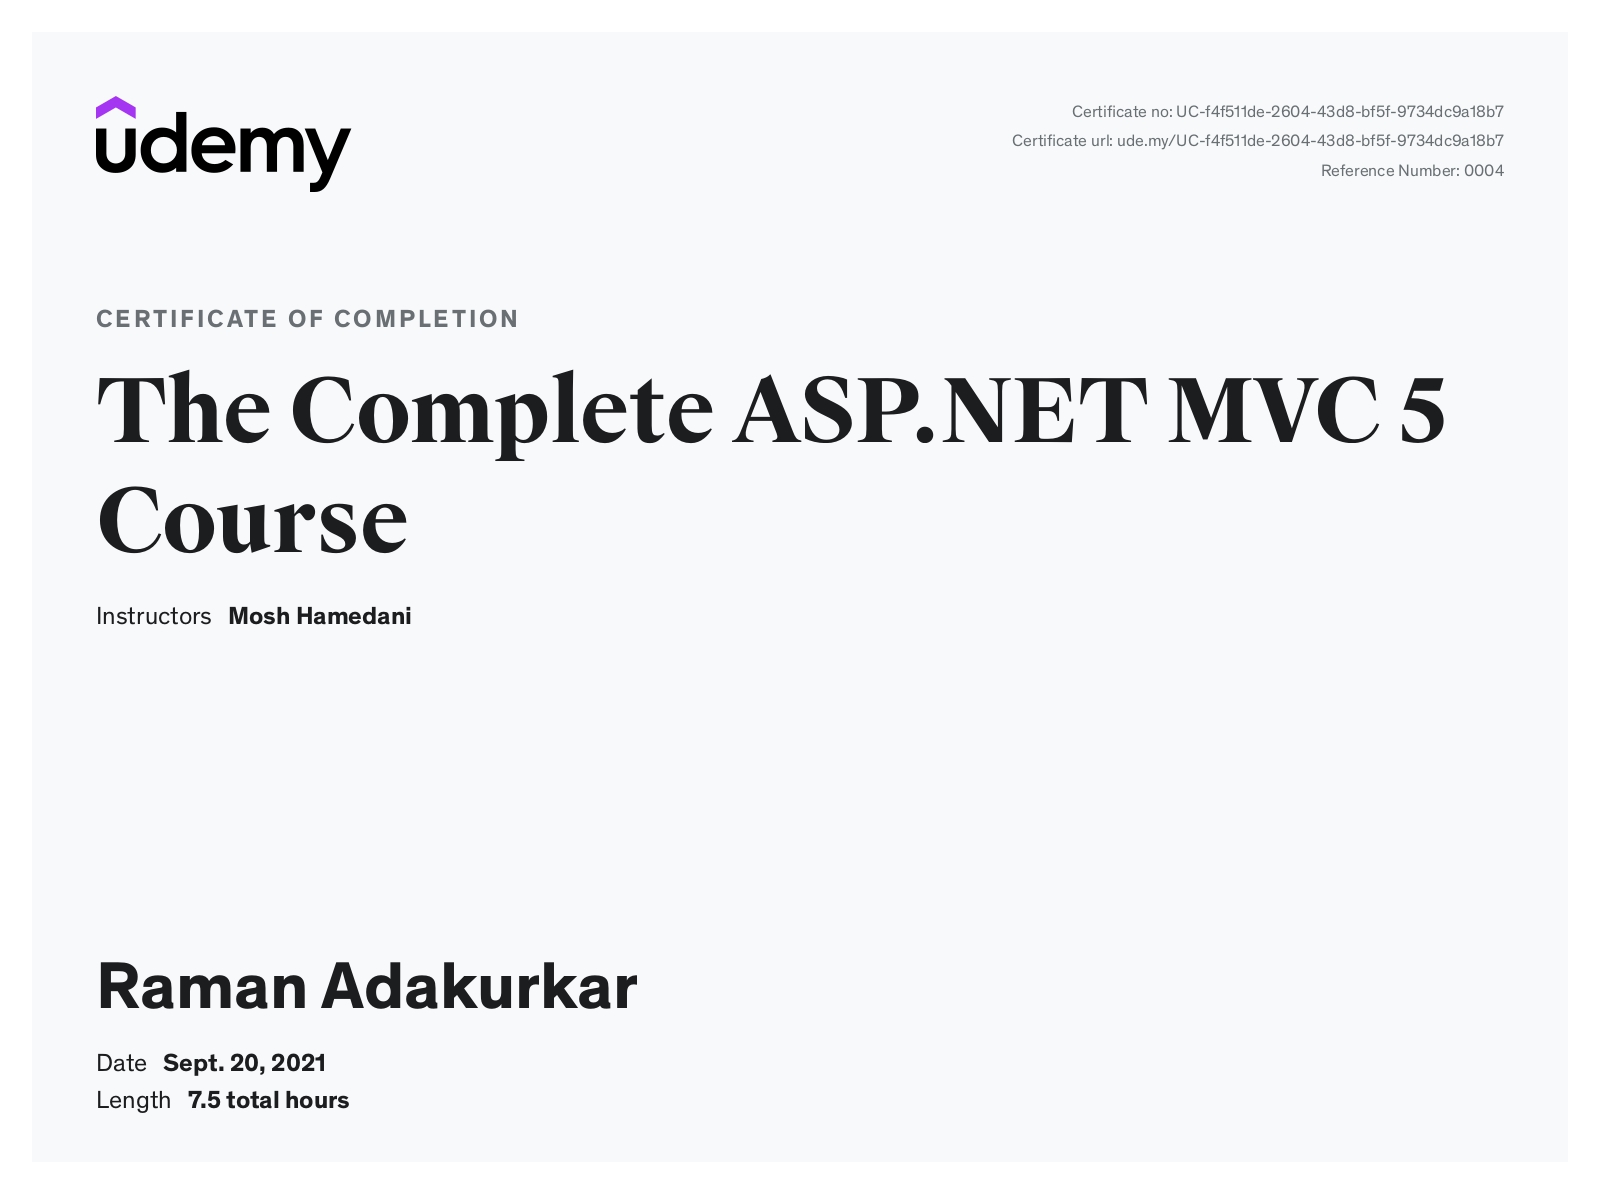 udemy
Certificate no: UC-f4f511de-2604-43d8-bf5f-9734dc9a18b7
Certificate url: ude.my/UC-f4f511de-2604-43d8-bf5f-9734dc9a18b7
Reference Number: 0004
CERTIFICATE OF COMPLETION
The Complete ASP.NET MVC 5
Course
Instructors Mosh Hamedani
Raman Adakurkar
Date Sept. 20, 2021
Length 7.5 total hours